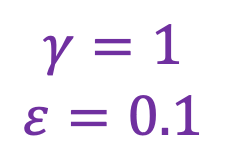 γ = 1
ε = 0.1